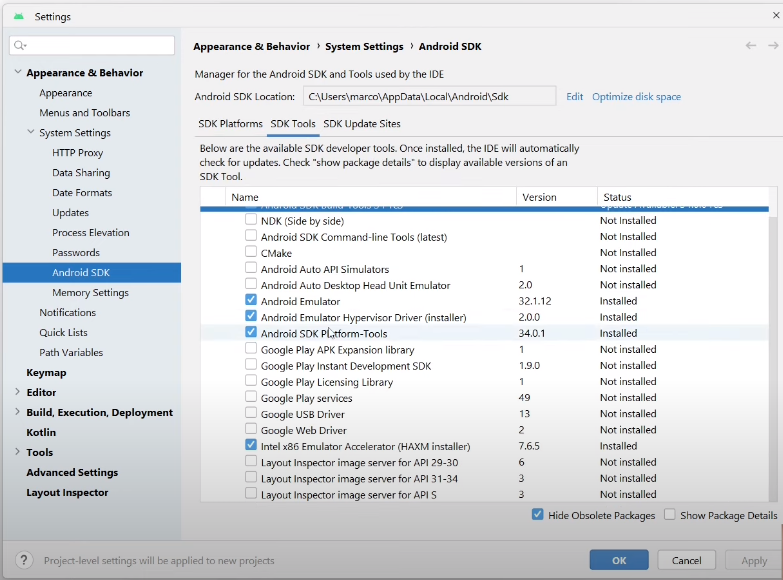 Settings
Appearance & Behavior
Appearance
Menus and Toolbars
System Settings
HTTP Proxy
Data Sharing
Date Formats
Updates
Process Elevation
Passwords
Android SDK
Memory Settings
Notifications
Quick Lists
Path Variables
Keymap
Editor
Build, Execution, Deployment
Kotlin
Tools
Advanced Settings
Layout Inspector
Appearance & Behavior › System Settings › Android SDK
Manager for the Android SDK and Tools used by the IDE
Android SDK Location: C:\Users\marco\AppData\Local\Android\Sdk Edit Optimize disk space
SDK Platforms SDK Tools SDK Update Sites
Below are the available SDK developer tools. Once installed, the IDE will automatically
check for updates. Check "show package details" to display available versions of an
SDK Tool.
Name Version Status
NDK (Side by side) Not Installed
Android SDK Command-line Tools (latest) Not Installed
CMake Not Installed
Android Auto API Simulators 1 Not installed
Android Auto Desktop Head Unit Emulator 2.0 Not installed
Android Emulator 32.1.12 Installed
Android Emulator Hypervisor Driver (installer) 2.0.0 Installed
Android SDK Platform-Tools 34.0.1 Installed
Google Play APK Expansion library 1 Not installed
Google Play Instant Development SDK 1.9.0 Not installed
Google Play Licensing Library 1 Not installed
Google Play services 49 Not installed
Google USB Driver 13 Not installed
Google Web Driver 2 Not installed
Intel x86 Emulator Accelerator (HAXM installer) 7.6.5 Installed
Layout Inspector image server for API 29-30 6 Not installed
Layout Inspector image server for API 31-34 3 Not installed
Layout Inspector image server for API S 3 Not installed
Hide Obsolete Packages Show Package Details
? Project-level settings will be applied to new projects
OK Cancel Apply